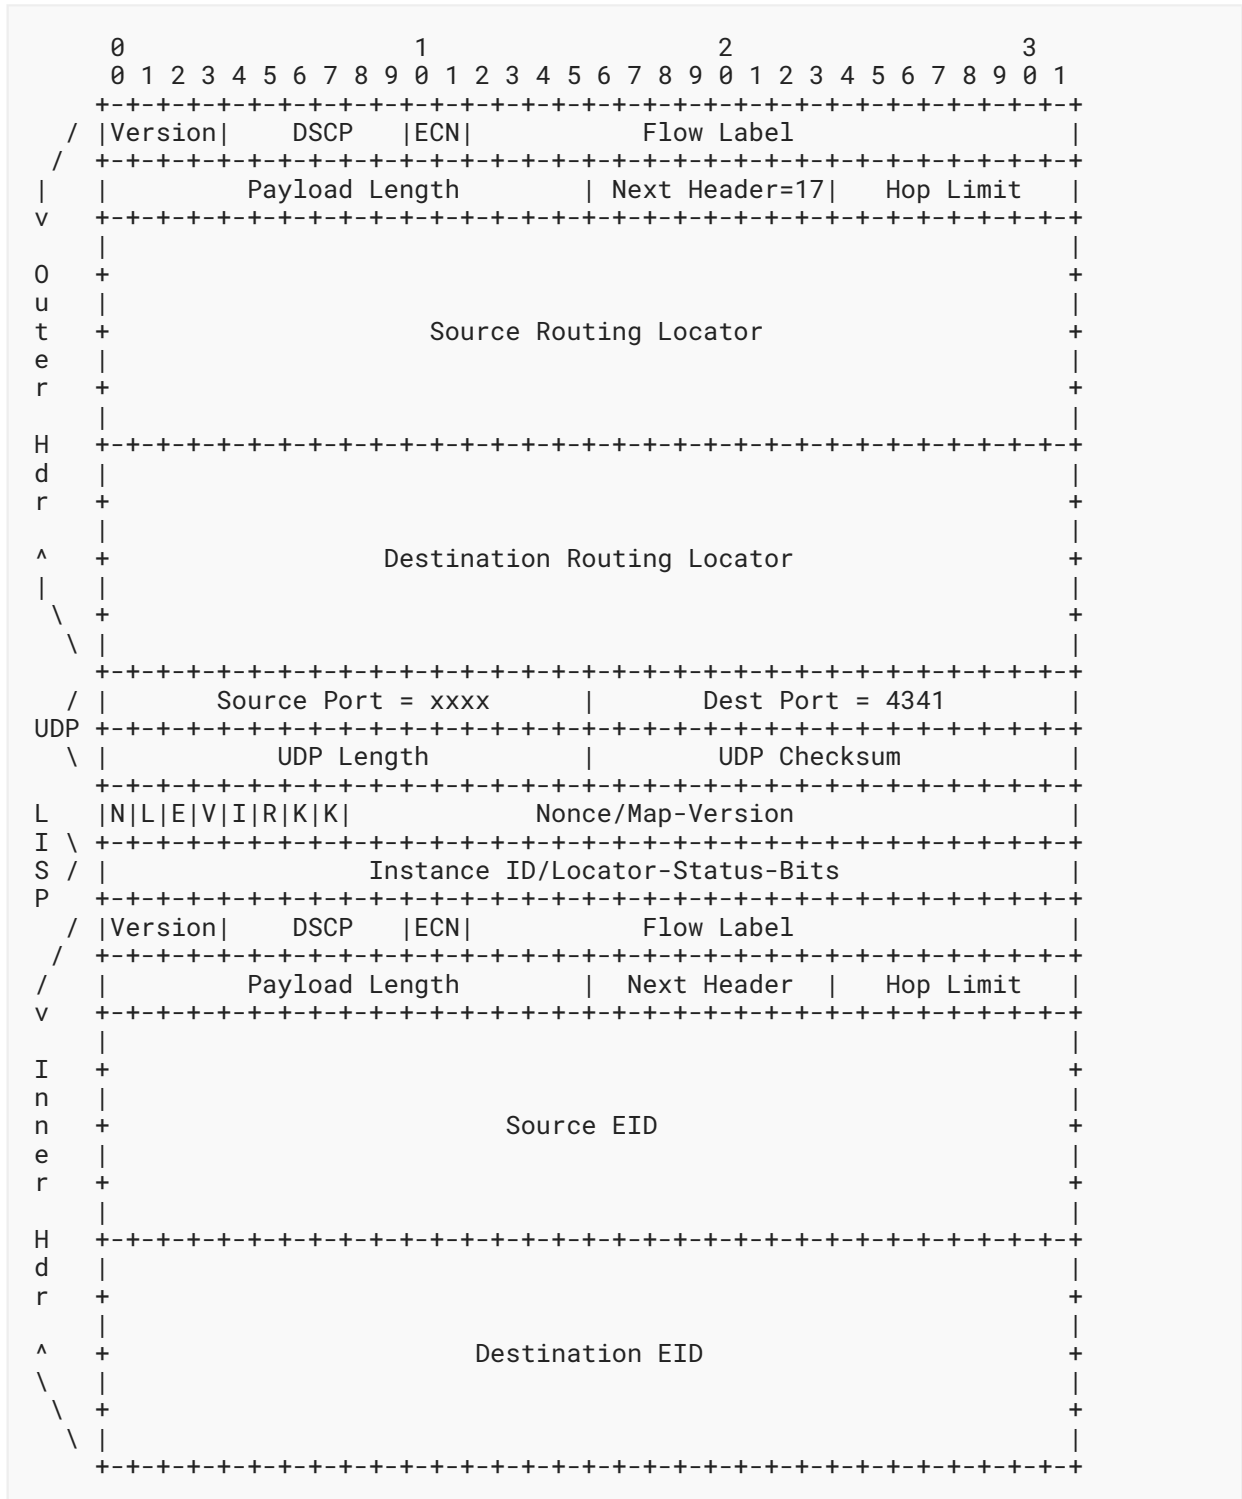 0                   1                   2                   3
     0 1 2 3 4 5 6 7 8 9 0 1 2 3 4 5 6 7 8 9 0 1 2 3 4 5 6 7 8 9 0 1
    +-+-+-+-+-+-+-+-+-+-+-+-+-+-+-+-+-+-+-+-+-+-+-+-+-+-+-+-+-+-+-+-+
  / |Version|    DSCP   |ECN|           Flow Label                  |
 /  +-+-+-+-+-+-+-+-+-+-+-+-+-+-+-+-+-+-+-+-+-+-+-+-+-+-+-+-+-+-+-+-+
|   |         Payload Length        | Next Header=17|   Hop Limit   |
v   +-+-+-+-+-+-+-+-+-+-+-+-+-+-+-+-+-+-+-+-+-+-+-+-+-+-+-+-+-+-+-+-+
    |                                                               |
O   +                                                               +
u   |                                                               |
t   +                     Source Routing Locator                    +
e   |                                                               |
r   +                                                               +
    |                                                               |
H   +-+-+-+-+-+-+-+-+-+-+-+-+-+-+-+-+-+-+-+-+-+-+-+-+-+-+-+-+-+-+-+-+
d   |                                                               |
r   +                                                               +
    |                                                               |
^   +                  Destination Routing Locator                  +
|   |                                                               |
 \  +                                                               +
  \ |                                                               |
    +-+-+-+-+-+-+-+-+-+-+-+-+-+-+-+-+-+-+-+-+-+-+-+-+-+-+-+-+-+-+-+-+
  / |       Source Port = xxxx      |       Dest Port = 4341        |
UDP +-+-+-+-+-+-+-+-+-+-+-+-+-+-+-+-+-+-+-+-+-+-+-+-+-+-+-+-+-+-+-+-+
  \ |           UDP Length          |        UDP Checksum           |
    +-+-+-+-+-+-+-+-+-+-+-+-+-+-+-+-+-+-+-+-+-+-+-+-+-+-+-+-+-+-+-+-+
L   |N|L|E|V|I|R|K|K|            Nonce/Map-Version                  |
I \ +-+-+-+-+-+-+-+-+-+-+-+-+-+-+-+-+-+-+-+-+-+-+-+-+-+-+-+-+-+-+-+-+
S / |                 Instance ID/Locator-Status-Bits               |
P   +-+-+-+-+-+-+-+-+-+-+-+-+-+-+-+-+-+-+-+-+-+-+-+-+-+-+-+-+-+-+-+-+
  / |Version|    DSCP   |ECN|           Flow Label                  |
 /  +-+-+-+-+-+-+-+-+-+-+-+-+-+-+-+-+-+-+-+-+-+-+-+-+-+-+-+-+-+-+-+-+
/   |         Payload Length        |  Next Header  |   Hop Limit   |
v   +-+-+-+-+-+-+-+-+-+-+-+-+-+-+-+-+-+-+-+-+-+-+-+-+-+-+-+-+-+-+-+-+
    |                                                               |
I   +                                                               +
n   |                                                               |
n   +                          Source EID                           +
e   |                                                               |
r   +                                                               +
    |                                                               |
H   +-+-+-+-+-+-+-+-+-+-+-+-+-+-+-+-+-+-+-+-+-+-+-+-+-+-+-+-+-+-+-+-+
d   |                                                               |
r   +                                                               +
    |                                                               |
^   +                        Destination EID                        +
\   |                                                               |
 \  +                                                               +
  \ |                                                               |
    +-+-+-+-+-+-+-+-+-+-+-+-+-+-+-+-+-+-+-+-+-+-+-+-+-+-+-+-+-+-+-+-+